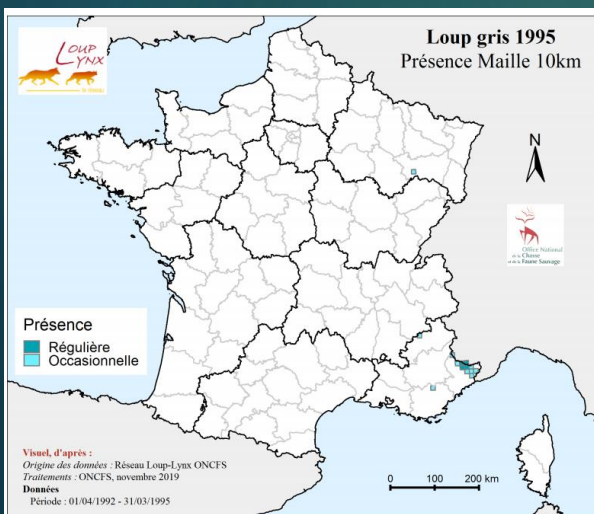 LOUP
LYNX
le réseau
Loup gris 1995
Présence Maille 10km
N
Office National
de la Chasse
et de la Faune Sauvage
Présence
Régulière
Occasionnelle
Visuel, d'après :
Origine des données : Réseau Loup-Lynx ONCFS
Traitements : ONCFS, novembre 2019
Données
Période : 01/04/1992 - 31/03/1995
0 100 200 km